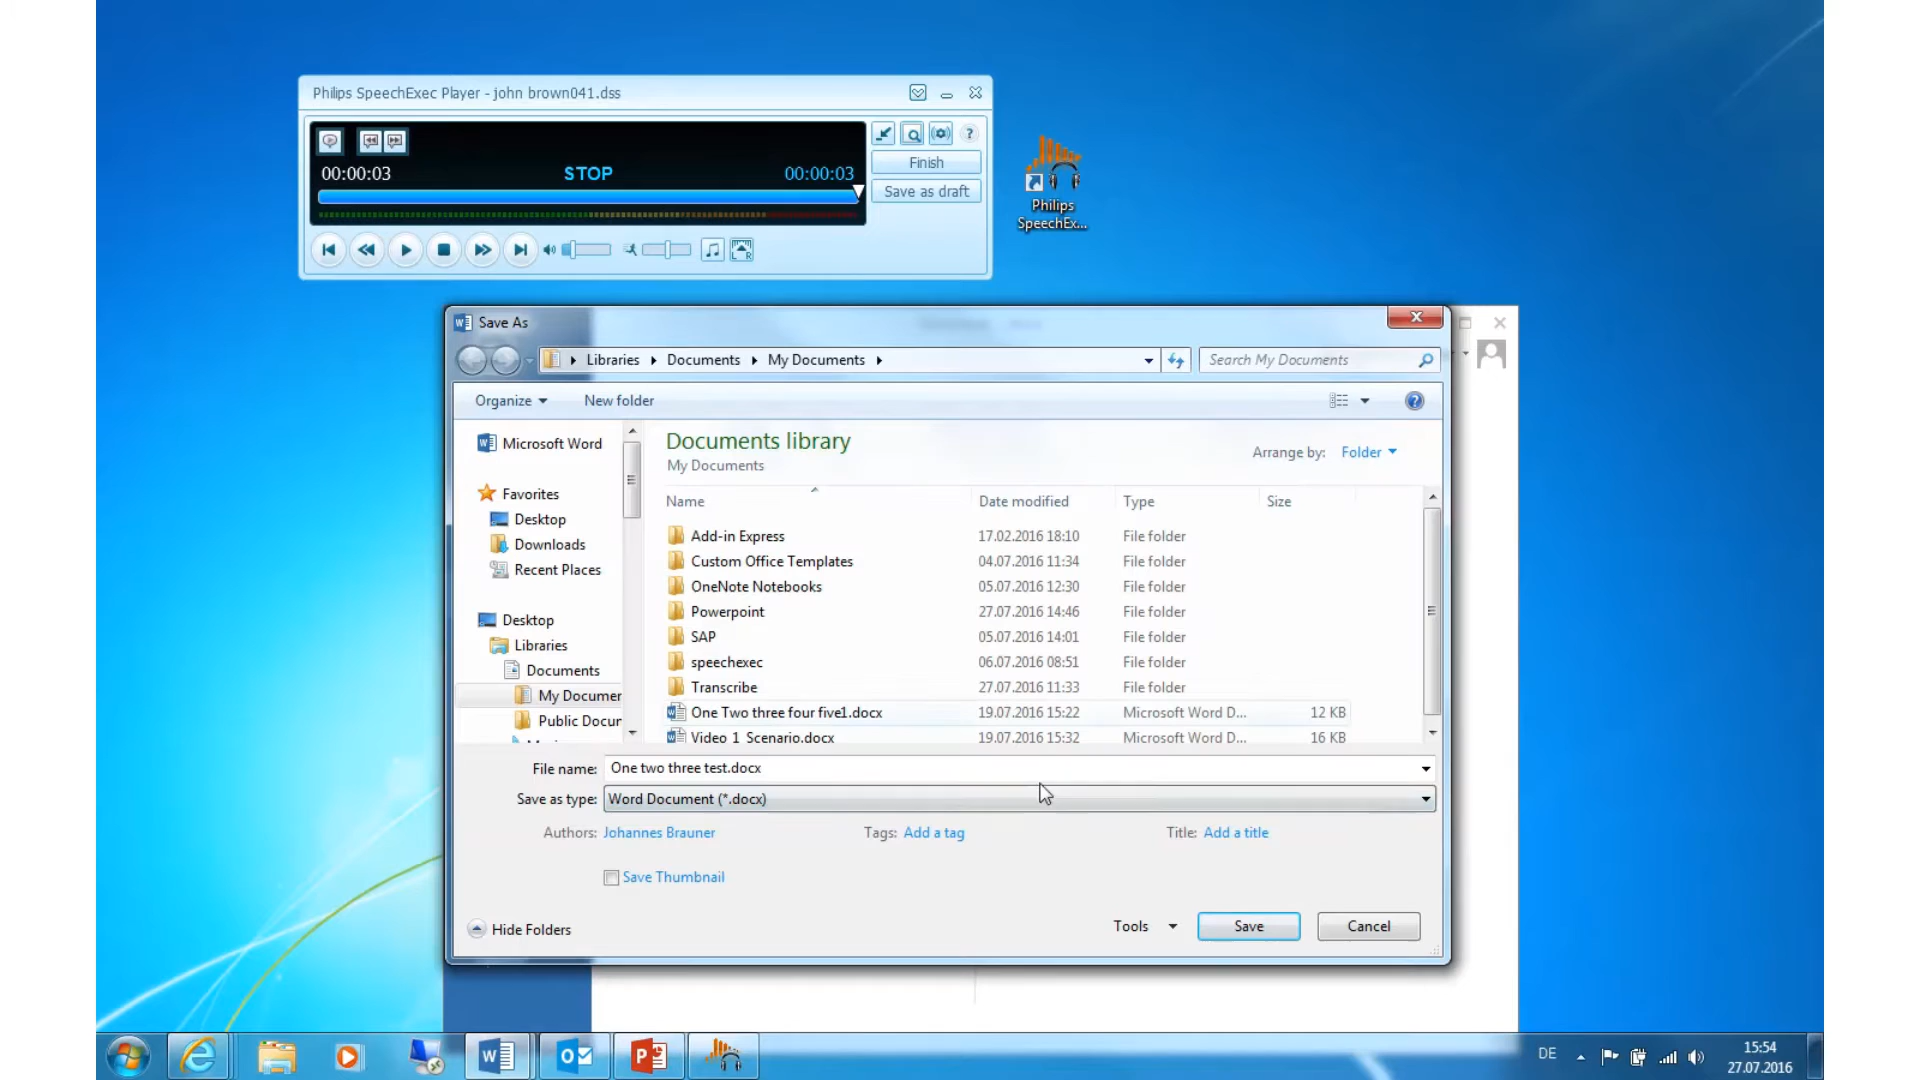 Philips SpeechExec Player - john brown041.dss
00:00:03 STOP 00:00:03
Finish
Save as draft
Philips
SpeechEx...
Save As
Libraries Documents My Documents
Search My Documents
Organize New folder
Microsoft Word
Favorites
Desktop
Downloads
Recent Places
Desktop
Libraries
Documents
My Documer
Public Docur
Documents library
My Documents
Arrange by: Folder
Name Date modified Type Size
Add-in Express 17.02.2016 18:10 File folder
Custom Office Templates 04.07.2016 11:34 File folder
OneNote Notebooks 05.07.2016 12:30 File folder
Powerpoint 27.07.2016 14:46 File folder
SAP 05.07.2016 14:01 File folder
speechexec 06.07.2016 08:51 File folder
Transcribe 27.07.2016 11:33 File folder
One Two three four five1.docx 19.07.2016 15:22 Microsoft Word D... 12 KB
Video 1 Scenario.docx 19.07.2016 15:32 Microsoft Word D... 16 KB
File name: One two three test.docx
Save as type: Word Document (*.docx)
Authors: Johannes Brauner Tags: Add a tag Title: Add a title
Save Thumbnail
Hide Folders Tools Save Cancel
DE 15:54
27.07.2016